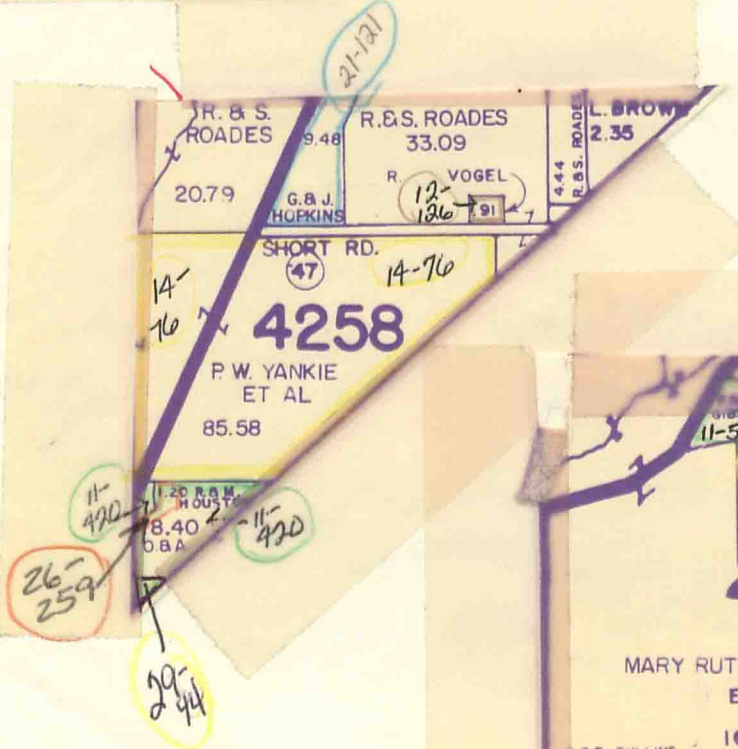 21-121
R. & S.
ROADES
20.79
9.48
G. & J.
HOPKINS
R. & S. ROADES
33.09
R. VOGEL
12-
126
.91
4.44
R. & S. ROADES
L. BROWN
2.35
SHORT RD.
47
14-
76
14-76
4258
P. W. YANKIE
ET AL
85.58
11-
420
1.20 R & M
HOUSTO
8.40
O. & A.
11-
420
26-
259
29-
44
11-5
MARY RUT
E